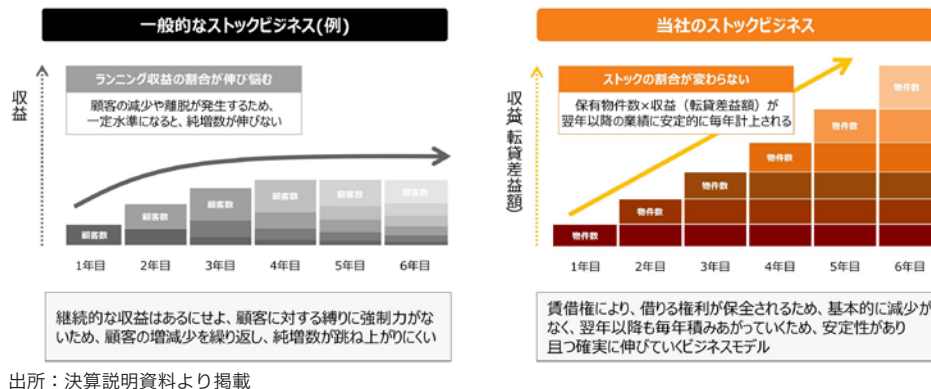 一般的なストックビジネス(例)
収益
ランニング収益の割合が伸び悩む
顧客の減少や離脱が発生するため、
一定水準になると、純増数が伸びない
顧客数
顧客数
顧客数
顧客数
顧客数
顧客数
1年目
2年目
3年目
4年目
5年目
6年目
継続的な収益はあるにせよ、顧客に対する縛りに強制力がな
いため、顧客の増減少を繰り返し、純増数が跳ね上がりにくい
当社のストックビジネス
収益(転貸差益額)
ストックの割合が変わらない
保有物件数×収益（転貸差益額）が
翌年以降の業績に安定的に毎年計上される
物件数
物件数
物件数
物件数
物件数
物件数
1年目
2年目
3年目
4年目
5年目
6年目
賃借権により、借りる権利が保全されるため、基本的に減少が
なく、翌年以降も毎年積みあがっていくため、安定性があり
且つ確実に伸びていくビジネスモデル
出所：決算説明資料より掲載